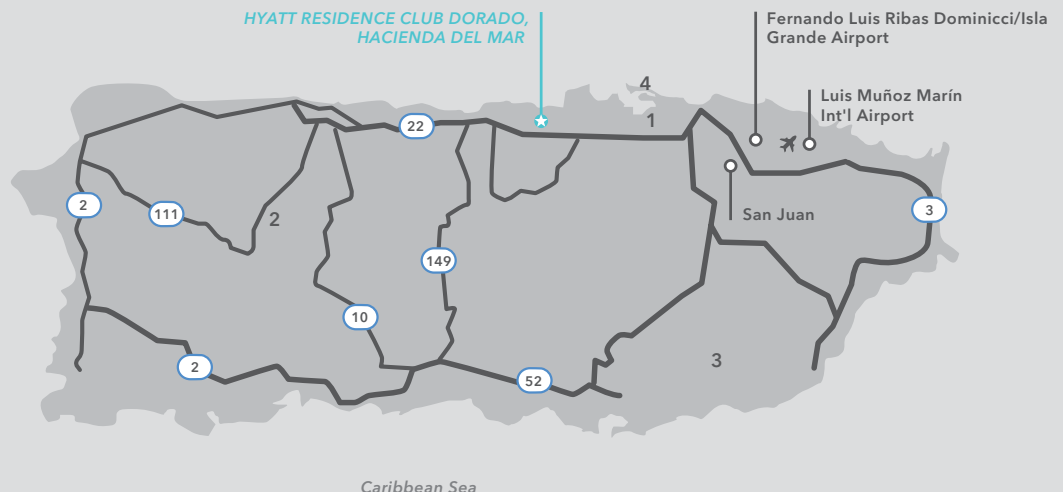 HYATT RESIDENCE CLUB DORADO,
HACIENDA DEL MAR
Fernando Luis Ribas Dominicci/Isla
Grande Airport
4
1
Luis Muñoz Marín
Int'l Airport
22
2
111
2
San Juan
3
149
10
2
52
3
Caribbean Sea